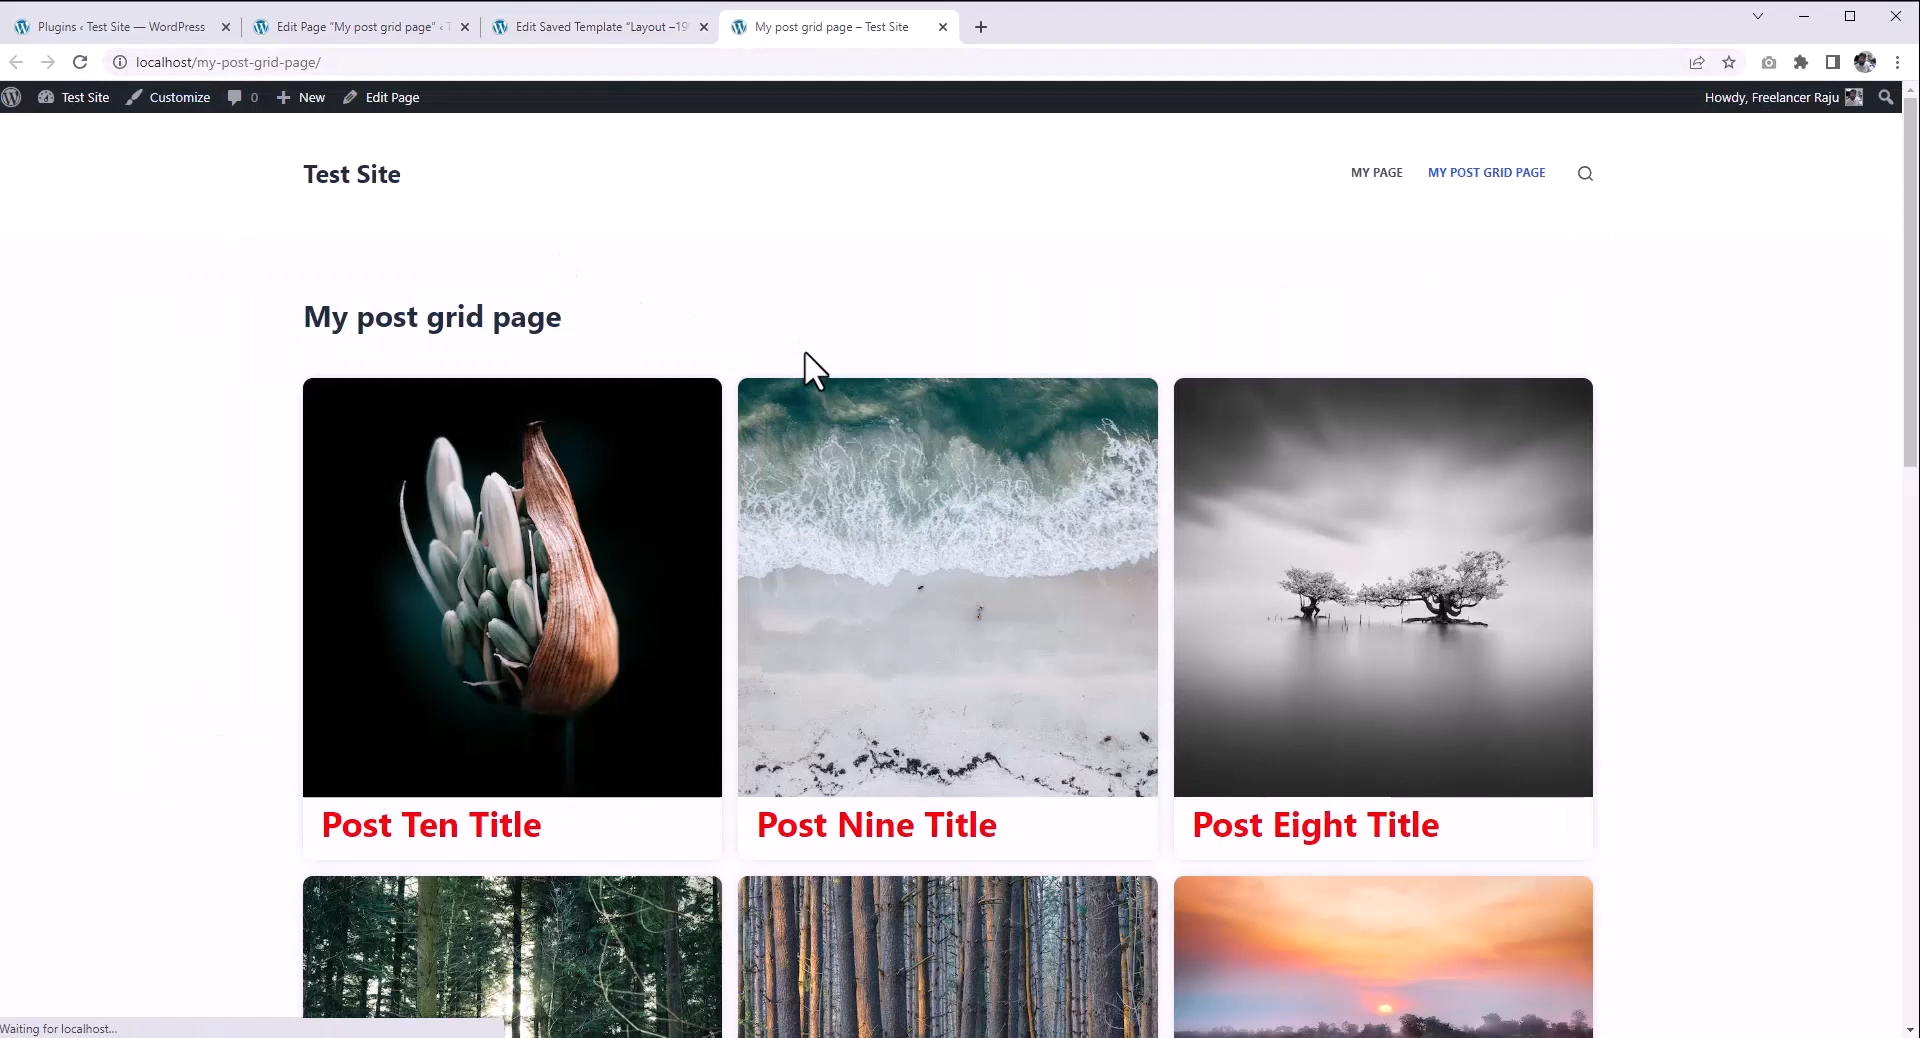 Plugins ‹ Test Site — WordPress
Edit Page “My post grid page” ‹ T
Edit Saved Template “Layout –19
My post grid page – Test Site
localhost/my-post-grid-page/
Test Site
Customize
0
New
Edit Page
Howdy, Freelancer Raju
Test Site
MY PAGE
MY POST GRID PAGE
My post grid page
Post Ten Title
Post Nine Title
Post Eight Title
Waiting for localhost...